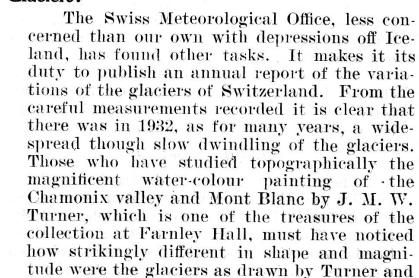 The Swiss Meteorological Office, less con-
cerned than our own with depressions off Ice-
land, has found other tasks. It makes it its
duty to publish an annual report of the varia-
tions of the glaciers of Switzerland. From the
careful measurements recorded it is clear that
there was in 1932, as for many years, a wide-
spread though slow dwindling of the glaciers.
Those who have studied topographically the
magnificent water-colour painting of the
Chamonix valley and Mont Blanc by J. M. W.
Turner, which is one of the treasures of the
collection at Farnley Hall, must have noticed
how strikingly different in shape and magni-
tude were the glaciers as drawn by Turner and